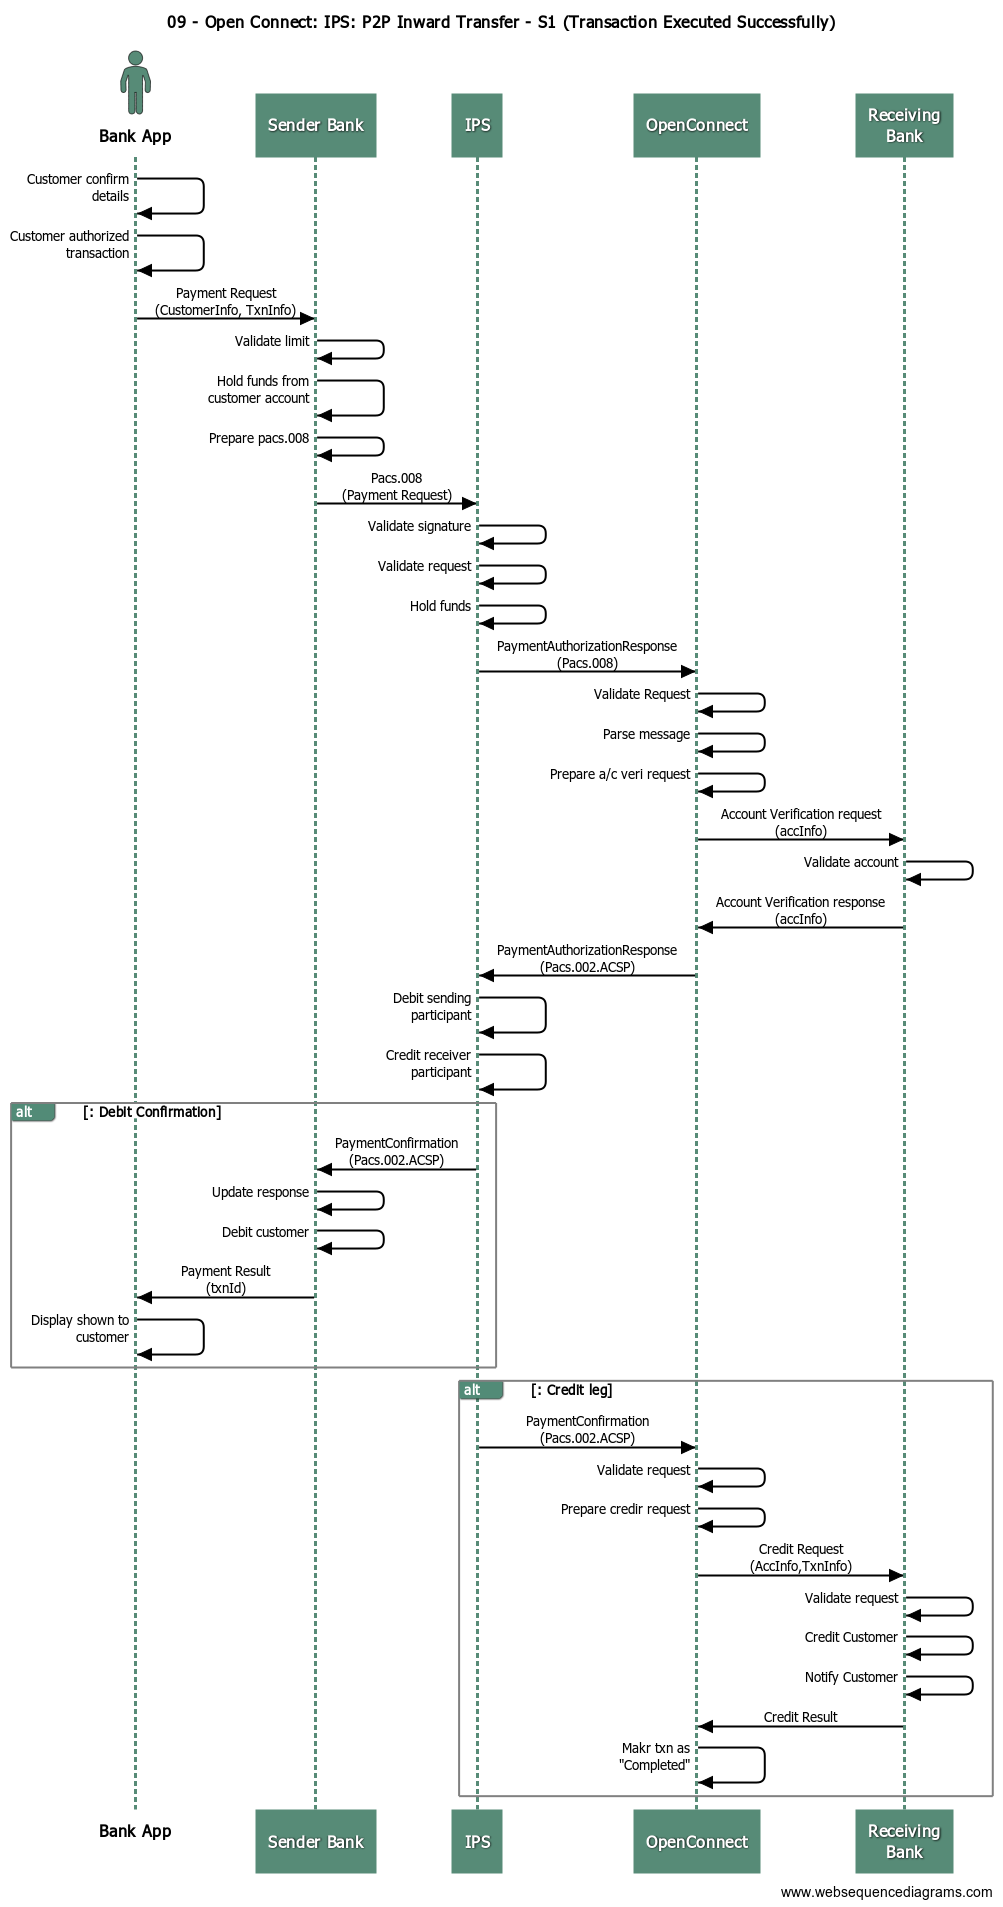 09 - Open Connect: IPS: P2P Inward Transfer - S1 (Transaction Executed Successfully)
Bank App
Sender Bank
IPS
OpenConnect
Receiving
Bank
Customer confirm
details
Customer authorized
transaction
Payment Request
(CustomerInfo, TxnInfo)
Validate limit
Hold funds from
customer account
Prepare pacs.008
Pacs.008
(Payment Request)
Validate signature
Validate request
Hold funds
PaymentAuthorizationResponse
(Pacs.008)
Validate Request
Parse message
Prepare a/c veri request
Account Verification request
(accInfo)
Validate account
Account Verification response
(accInfo)
PaymentAuthorizationResponse
(Pacs.002.ACSP)
Debit sending
participant
Credit receiver
participant
alt [: Debit Confirmation]
PaymentConfirmation
(Pacs.002.ACSP)
Update response
Debit customer
Payment Result
(txnId)
Display shown to
customer
alt [: Credit leg]
PaymentConfirmation
(Pacs.002.ACSP)
Validate request
Prepare credir request
Credit Request
(AccInfo,TxnInfo)
Validate request
Credit Customer
Notify Customer
Credit Result
Makr txn as
"Completed"
Bank App
Sender Bank
IPS
OpenConnect
Receiving
Bank
www.websequencediagrams.com